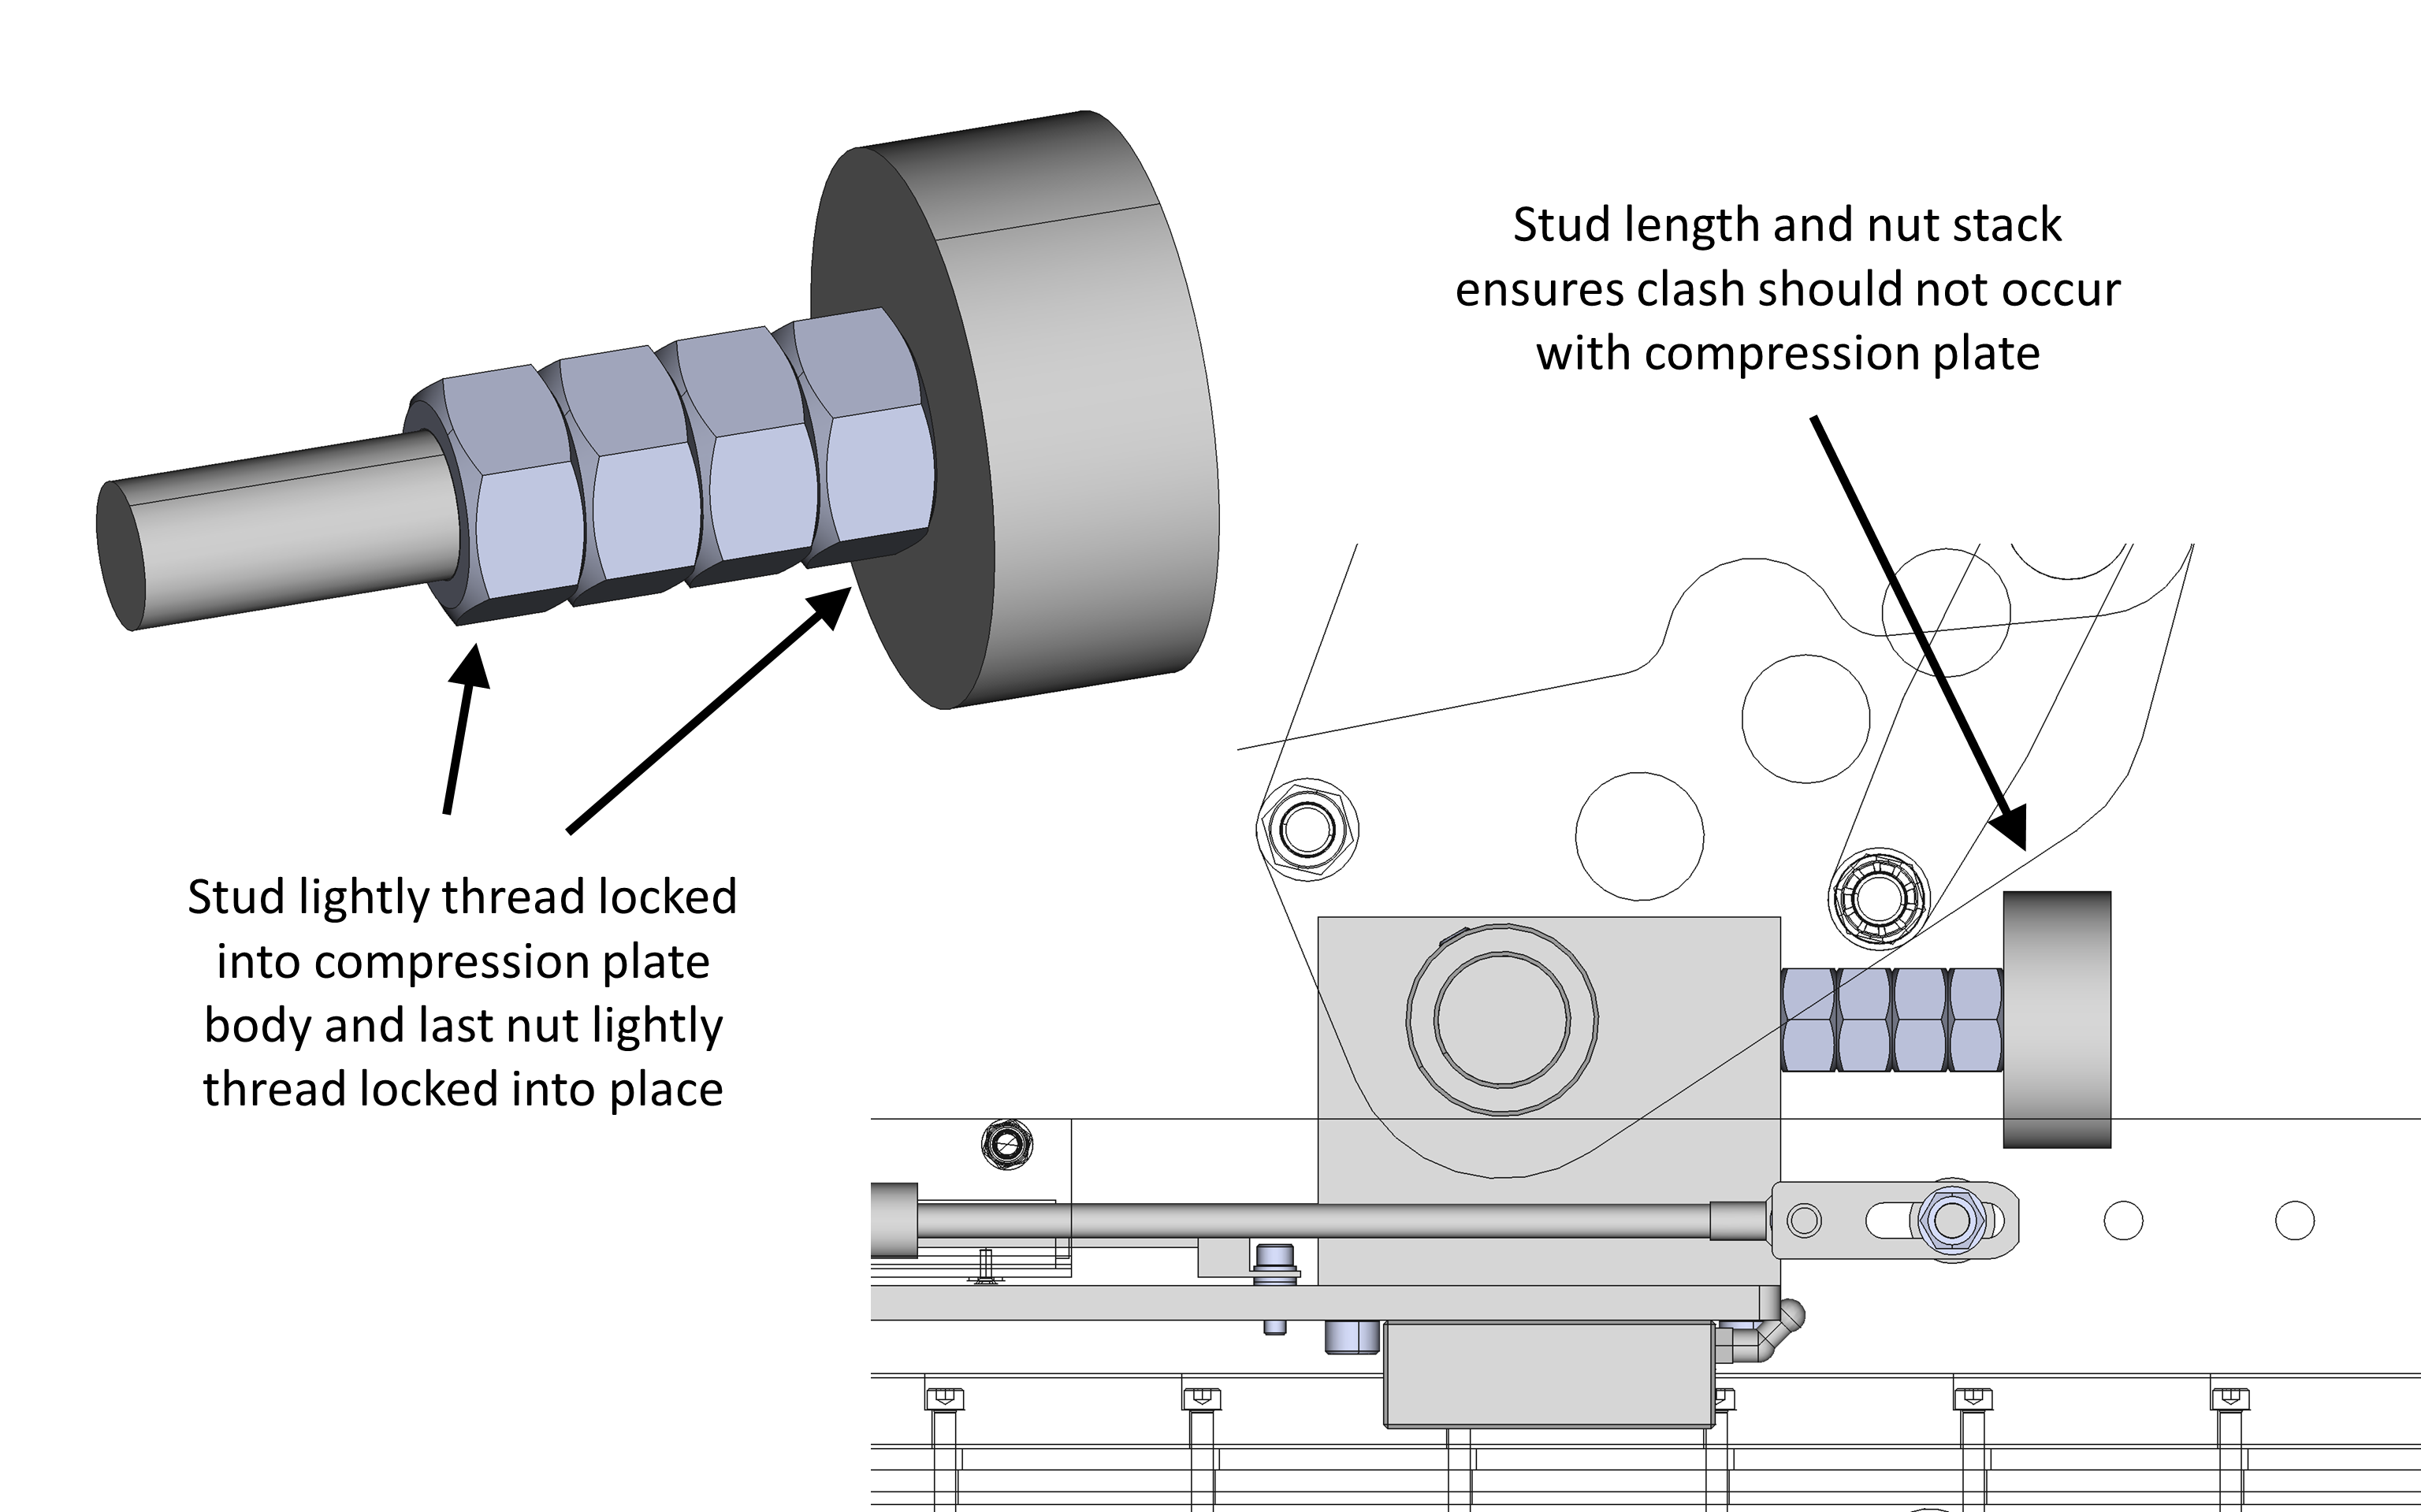 Stud length and nut stack
ensures clash should not occur
with compression plate
Stud lightly thread locked
into compression plate
body and last nut lightly
thread locked into place